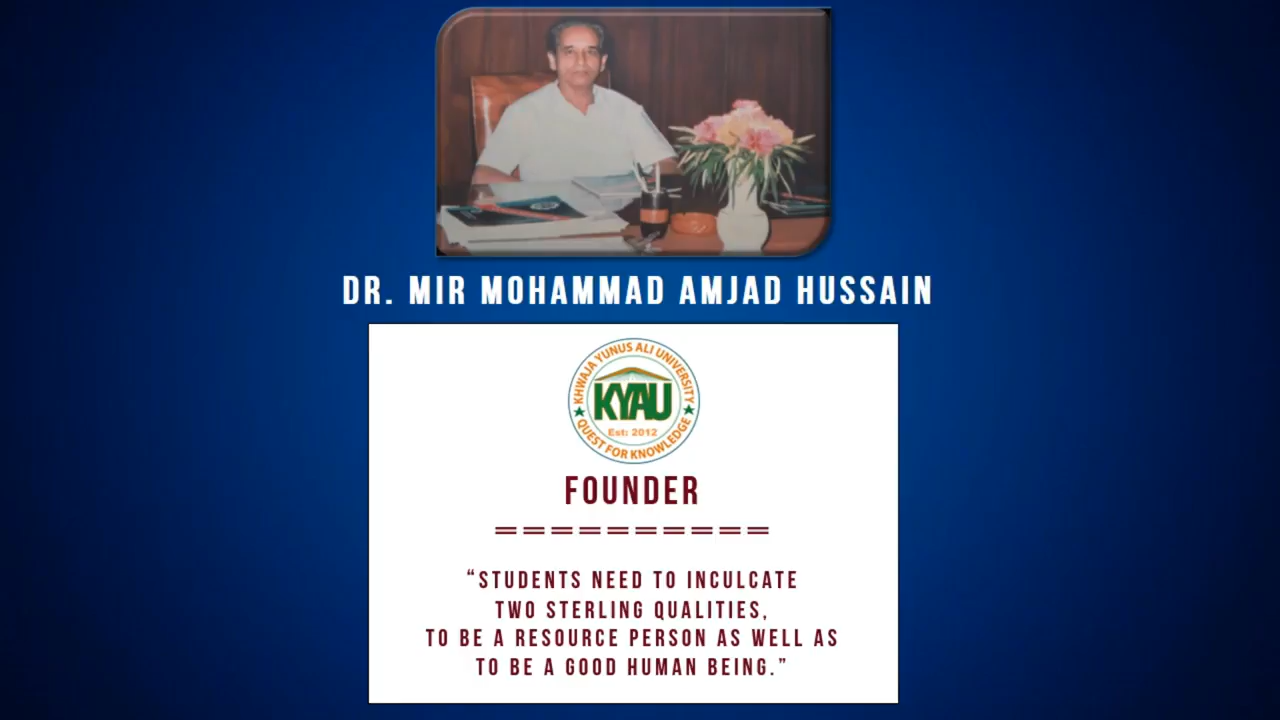 DR. MIR MOHAMMAD AMJAD HUSSAIN
KHWAJA YUNUS ALI UNIVERSITY
KYAU
Est: 2012
QUEST FOR KNOWLEDGE
FOUNDER
==========
“STUDENTS NEED TO INCULCATE
TWO STERLING QUALITIES,
TO BE A RESOURCE PERSON AS WELL AS
TO BE A GOOD HUMAN BEING.”